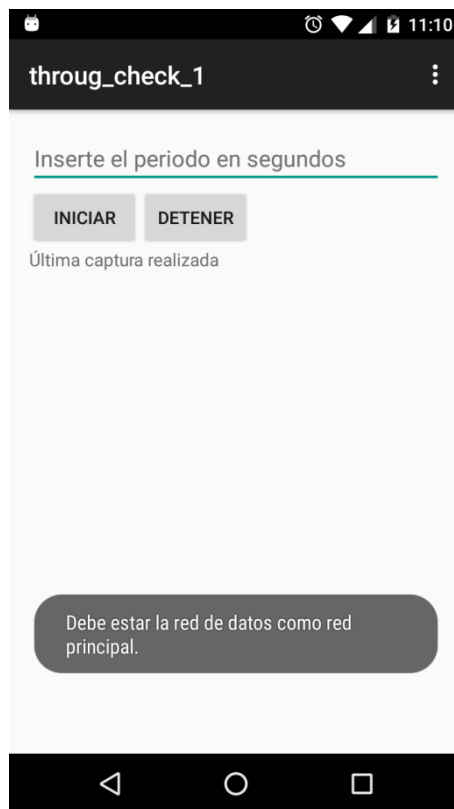 11:10
throug_check_1
Inserte el periodo en segundos
INICIAR DETENER
Última captura realizada
Debe estar la red de datos como red
principal.